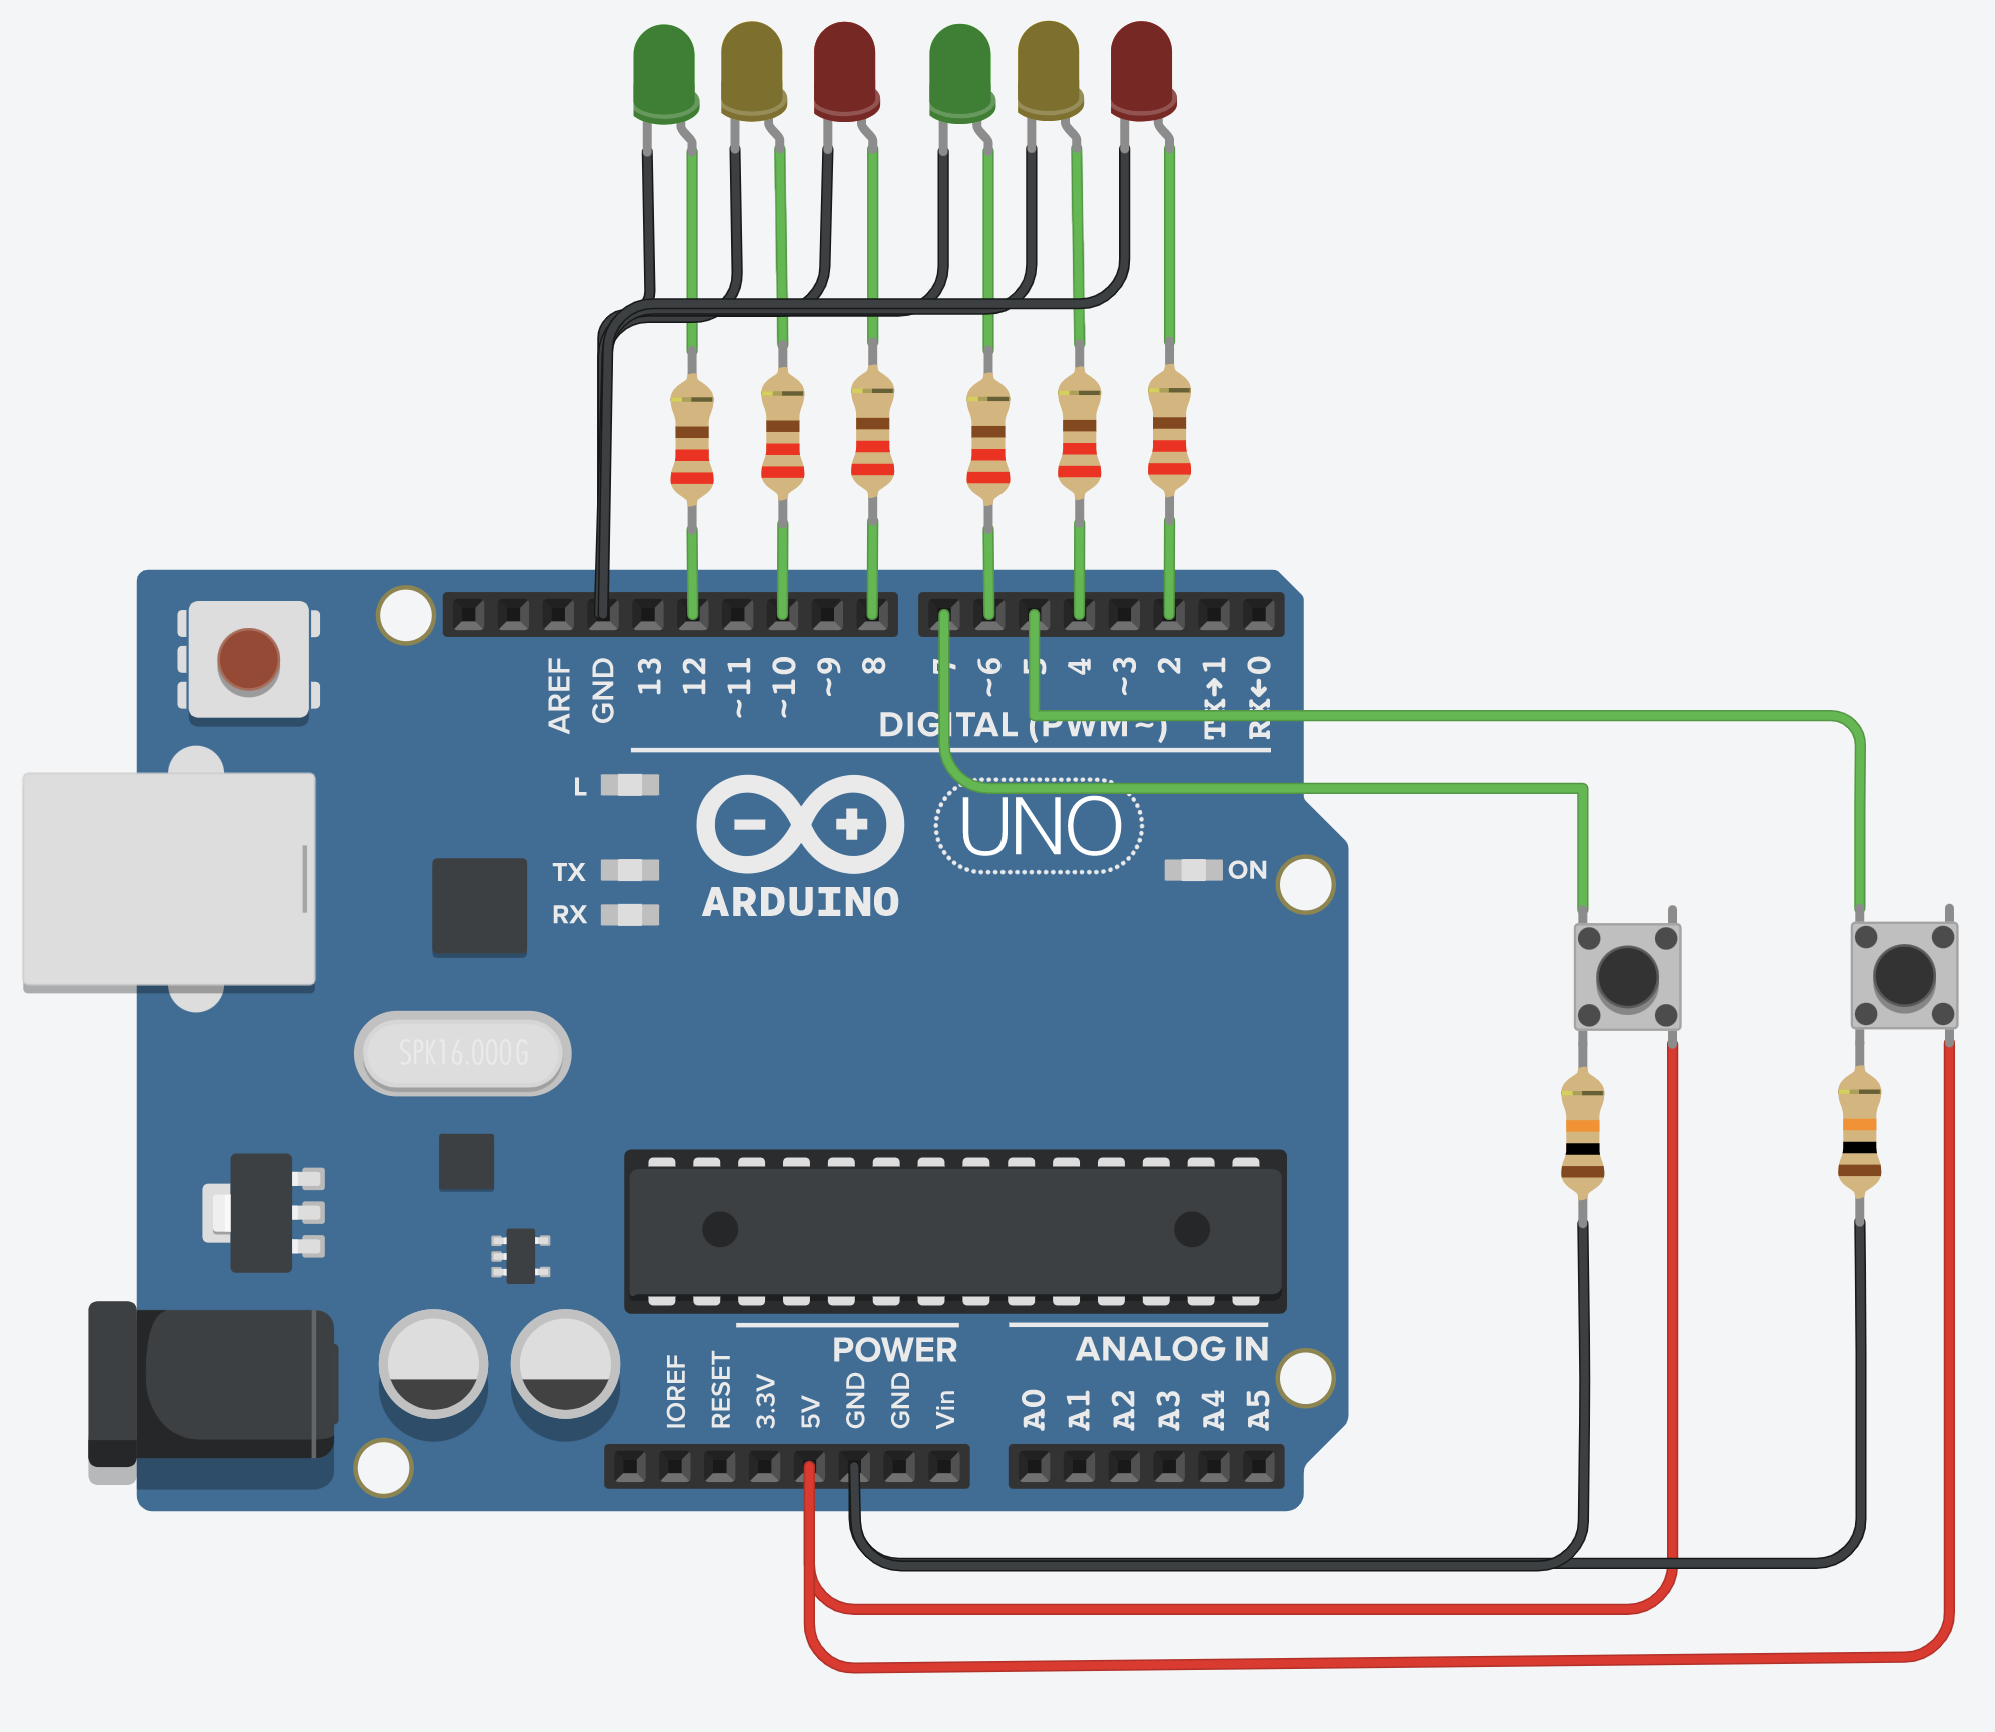 AREF
GND
13
12
~11
~10
~9
8
7
~6
5
4
~3
2
TX→1
RX←0
DIGITAL (PWM~)
L
TX
RX
ARDUINO
UNO
ON
SPK16.000G
POWER
ANALOG IN
IOREF
RESET
3.3V
5V
GND
GND
Vin
A0
A1
A2
A3
A4
A5